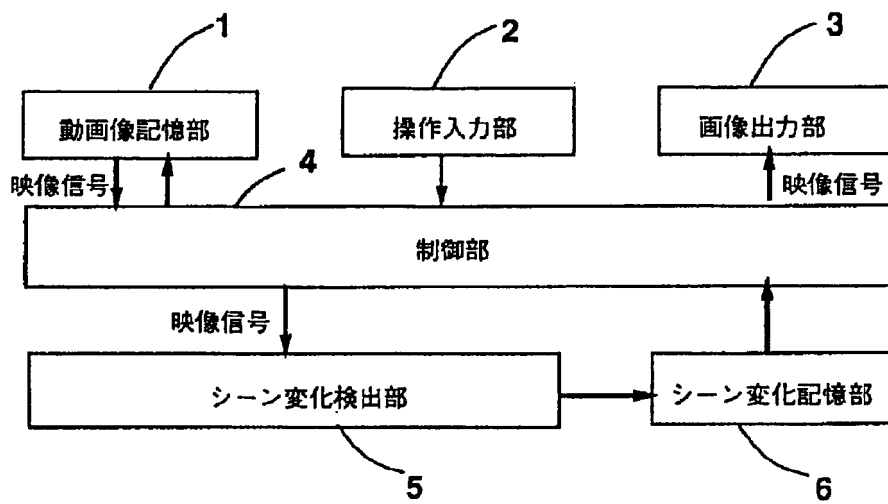 1
2
3
動画像記憶部
操作入力部
画像出力部
映像信号
4
映像信号
制御部
映像信号
シーン変化検出部
シーン変化記憶部
5
6